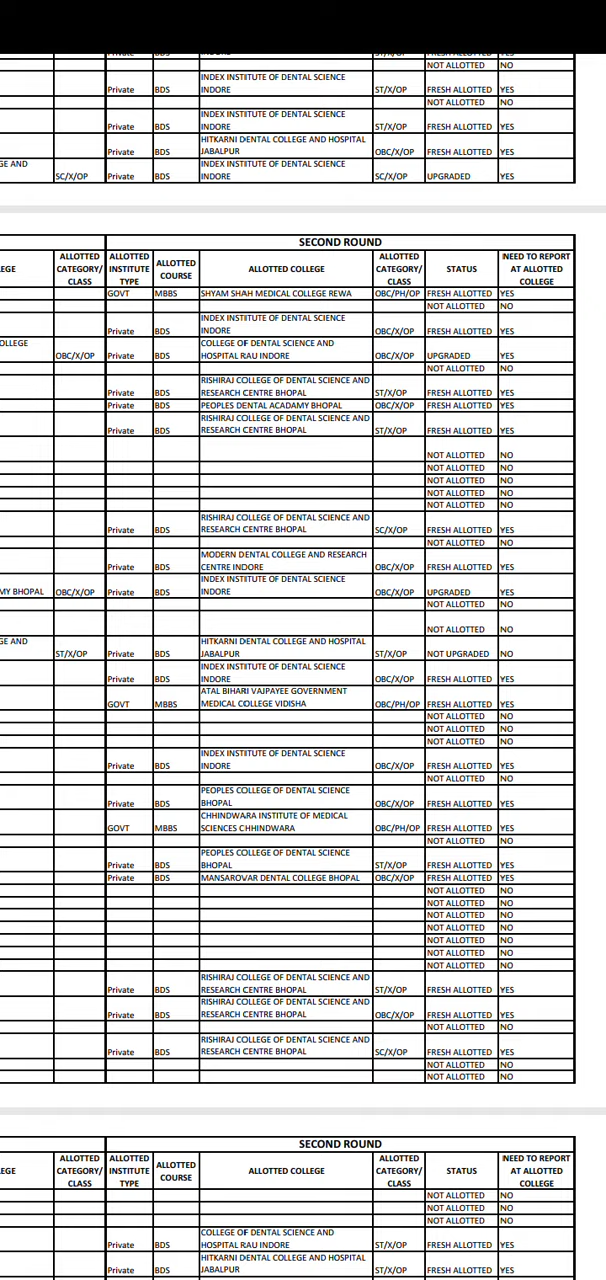 Private BDS ST/X/OP FRESH ALLOTTED YES
NOT ALLOTTED NO
INDEX INSTITUTE OF DENTAL SCIENCE
Private BDS INDORE ST/X/OP FRESH ALLOTTED YES
NOT ALLOTTED NO
INDEX INSTITUTE OF DENTAL SCIENCE
Private BDS INDORE ST/X/OP FRESH ALLOTTED YES
HITKARNI DENTAL COLLEGE AND HOSPITAL
Private BDS JABALPUR OBC/X/OP FRESH ALLOTTED YES
GE AND INDEX INSTITUTE OF DENTAL SCIENCE
SC/X/OP Private BDS INDORE SC/X/OP UPGRADED YES
SECOND ROUND
ALLOTTED ALLOTTED ALLOTTED NEED TO REPORT
EGE CATEGORY/ INSTITUTE ALLOTTED COURSE ALLOTTED COLLEGE CATEGORY/ STATUS AT ALLOTTED
CLASS TYPE CLASS COLLEGE
GOVT MBBS SHYAM SHAH MEDICAL COLLEGE REWA OBC/PH/OP FRESH ALLOTTED YES
NOT ALLOTTED NO
INDEX INSTITUTE OF DENTAL SCIENCE
Private BDS INDORE OBC/X/OP FRESH ALLOTTED YES
OLLEGE COLLEGE OF DENTAL SCIENCE AND
OBC/X/OP Private BDS HOSPITAL RAU INDORE OBC/X/OP UPGRADED YES
NOT ALLOTTED NO
RISHIRAJ COLLEGE OF DENTAL SCIENCE AND
Private BDS RESEARCH CENTRE BHOPAL ST/X/OP FRESH ALLOTTED YES
Private BDS PEOPLES DENTAL ACADAMY BHOPAL OBC/X/OP FRESH ALLOTTED YES
RISHIRAJ COLLEGE OF DENTAL SCIENCE AND
Private BDS RESEARCH CENTRE BHOPAL ST/X/OP FRESH ALLOTTED YES
NOT ALLOTTED NO
NOT ALLOTTED NO
NOT ALLOTTED NO
NOT ALLOTTED NO
NOT ALLOTTED NO
RISHIRAJ COLLEGE OF DENTAL SCIENCE AND
Private BDS RESEARCH CENTRE BHOPAL SC/X/OP FRESH ALLOTTED YES
NOT ALLOTTED NO
MODERN DENTAL COLLEGE AND RESEARCH
Private BDS CENTRE INDORE OBC/X/OP FRESH ALLOTTED YES
INDEX INSTITUTE OF DENTAL SCIENCE
MY BHOPAL OBC/X/OP Private BDS INDORE OBC/X/OP UPGRADED YES
NOT ALLOTTED NO
NOT ALLOTTED NO
GE AND HITKARNI DENTAL COLLEGE AND HOSPITAL
ST/X/OP Private BDS JABALPUR ST/X/OP NOT UPGRADED NO
INDEX INSTITUTE OF DENTAL SCIENCE
Private BDS INDORE OBC/X/OP FRESH ALLOTTED YES
ATAL BIHARI VAJPAYEE GOVERNMENT
GOVT MBBS MEDICAL COLLEGE VIDISHA OBC/PH/OP FRESH ALLOTTED YES
NOT ALLOTTED NO
NOT ALLOTTED NO
NOT ALLOTTED NO
INDEX INSTITUTE OF DENTAL SCIENCE
Private BDS INDORE OBC/X/OP FRESH ALLOTTED YES
NOT ALLOTTED NO
PEOPLES COLLEGE OF DENTAL SCIENCE
Private BDS BHOPAL OBC/X/OP FRESH ALLOTTED YES
CHHINDWARA INSTITUTE OF MEDICAL
GOVT MBBS SCIENCES CHHINDWARA OBC/PH/OP FRESH ALLOTTED YES
NOT ALLOTTED NO
PEOPLES COLLEGE OF DENTAL SCIENCE
Private BDS BHOPAL ST/X/OP FRESH ALLOTTED YES
Private BDS MANSAROVAR DENTAL COLLEGE BHOPAL OBC/X/OP FRESH ALLOTTED YES
NOT ALLOTTED NO
NOT ALLOTTED NO
NOT ALLOTTED NO
NOT ALLOTTED NO
NOT ALLOTTED NO
NOT ALLOTTED NO
NOT ALLOTTED NO
RISHIRAJ COLLEGE OF DENTAL SCIENCE AND
Private BDS RESEARCH CENTRE BHOPAL ST/X/OP FRESH ALLOTTED YES
RISHIRAJ COLLEGE OF DENTAL SCIENCE AND
Private BDS RESEARCH CENTRE BHOPAL OBC/X/OP FRESH ALLOTTED YES
NOT ALLOTTED NO
RISHIRAJ COLLEGE OF DENTAL SCIENCE AND
Private BDS RESEARCH CENTRE BHOPAL SC/X/OP FRESH ALLOTTED YES
NOT ALLOTTED NO
NOT ALLOTTED NO
SECOND ROUND
ALLOTTED ALLOTTED ALLOTTED NEED TO REPORT
EGE CATEGORY/ INSTITUTE ALLOTTED COURSE ALLOTTED COLLEGE CATEGORY/ STATUS AT ALLOTTED
CLASS TYPE CLASS COLLEGE
NOT ALLOTTED NO
NOT ALLOTTED NO
NOT ALLOTTED NO
COLLEGE OF DENTAL SCIENCE AND
Private BDS HOSPITAL RAU INDORE ST/X/OP FRESH ALLOTTED YES
HITKARNI DENTAL COLLEGE AND HOSPITAL
Private BDS JABALPUR ST/X/OP FRESH ALLOTTED YES